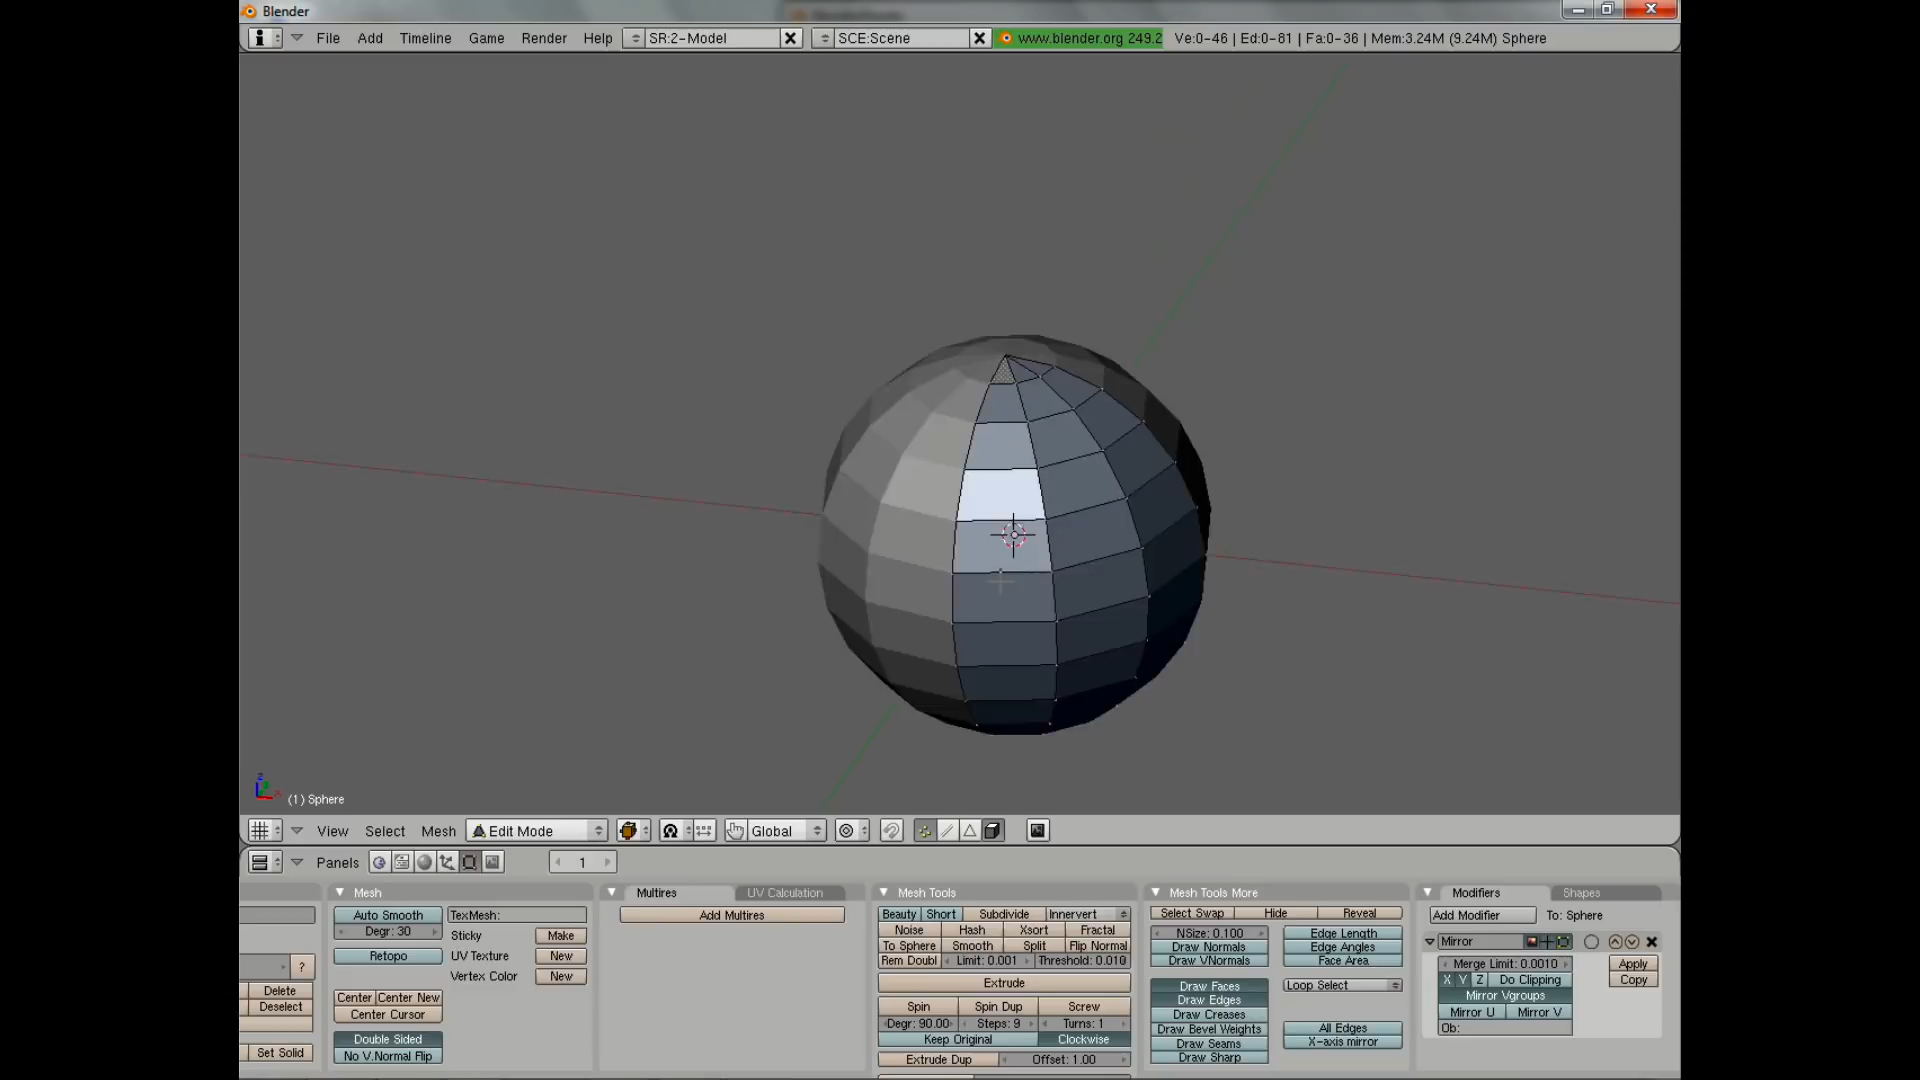 Blender
File Add Timeline Game Render Help SR:2-Model SCE:Scene www.blender.org 249.2 Ve:0-46 | Ed:0-81 | Fa:0-36 | Mem:3.24M (9.24M) Sphere
z
x
(1) Sphere
View Select Mesh Edit Mode Global
Panels 1
Mesh Multires UV Calculation Mesh Tools Mesh Tools More Modifiers Shapes
Auto Smooth
Degr: 30
Retopo
Center Center New
Center Cursor
Double Sided
No V.Normal Flip
TexMesh:
Sticky Make
UV Texture New
Vertex Color New
?
Delete
Deselect
Set Solid
Add Multires
Beauty Short Subdivide Innervert
Noise Hash Xsort Fractal
To Sphere Smooth Split Flip Normal
Rem Doubl Limit: 0.001 Threshold: 0.010
Extrude
Spin Spin Dup Screw
Degr: 90.00 Steps: 9 Turns: 1
Keep Original Clockwise
Extrude Dup Offset: 1.00
Select Swap Hide Reveal
NSize: 0.100
Draw Normals
Draw VNormals
Edge Length
Edge Angles
Face Area
Draw Faces
Draw Edges
Draw Creases
Draw Bevel Weights
Draw Seams
Draw Sharp
Loop Select
All Edges
X-axis mirror
Add Modifier To: Sphere
Mirror
Merge Limit: 0.0010 Apply
X Y Z Do Clipping Copy
Mirror Vgroups
Mirror U Mirror V
Ob: